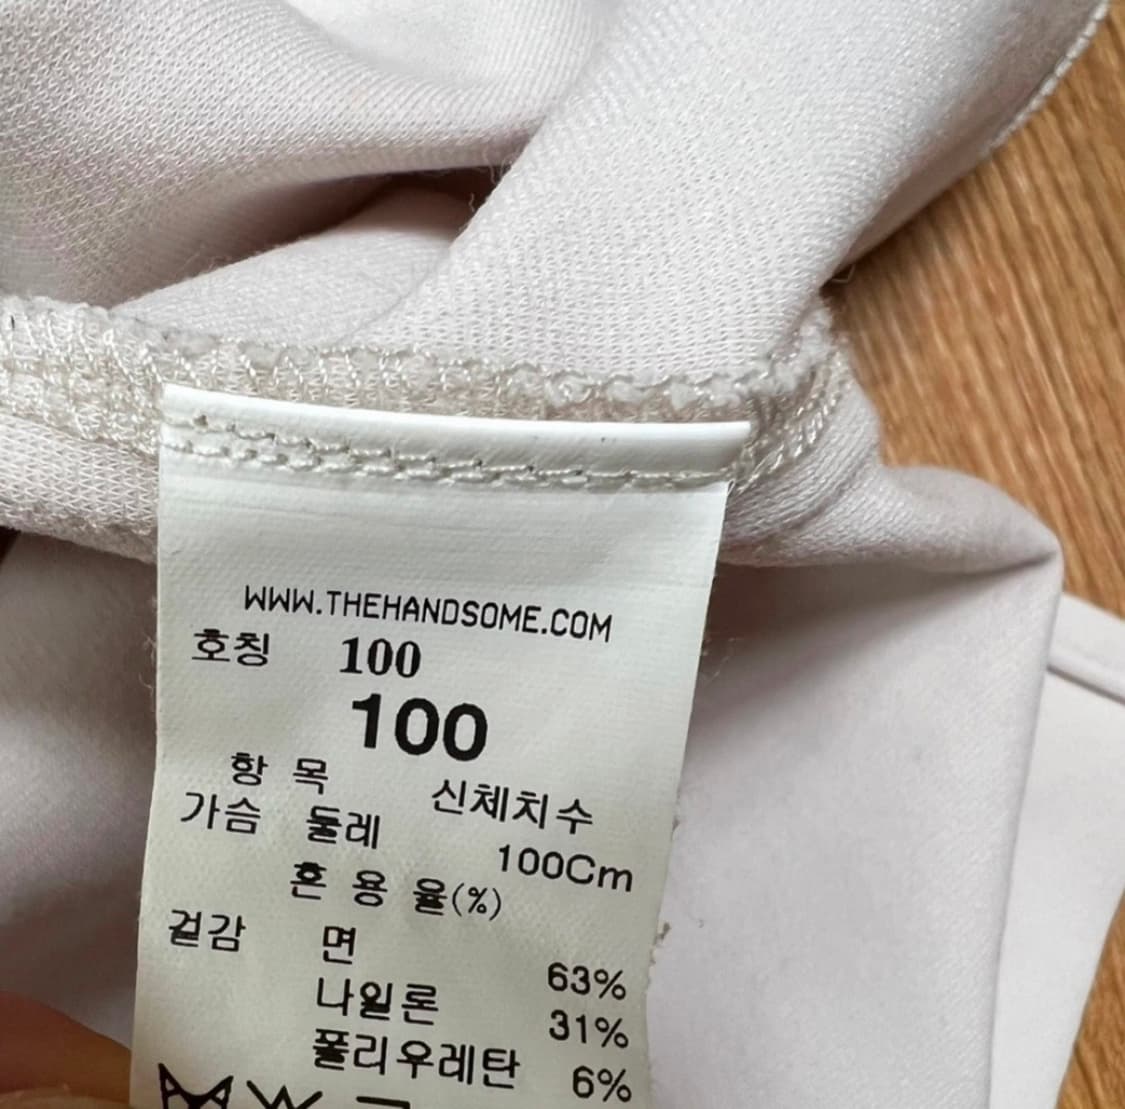 WWW.THEHANDSOME.COM
호칭 100
100
항 목 신체치수
가슴 둘레 100Cm
혼 용 율(%)
겉감 면 63%
나일론 31%
폴리우레탄 6%